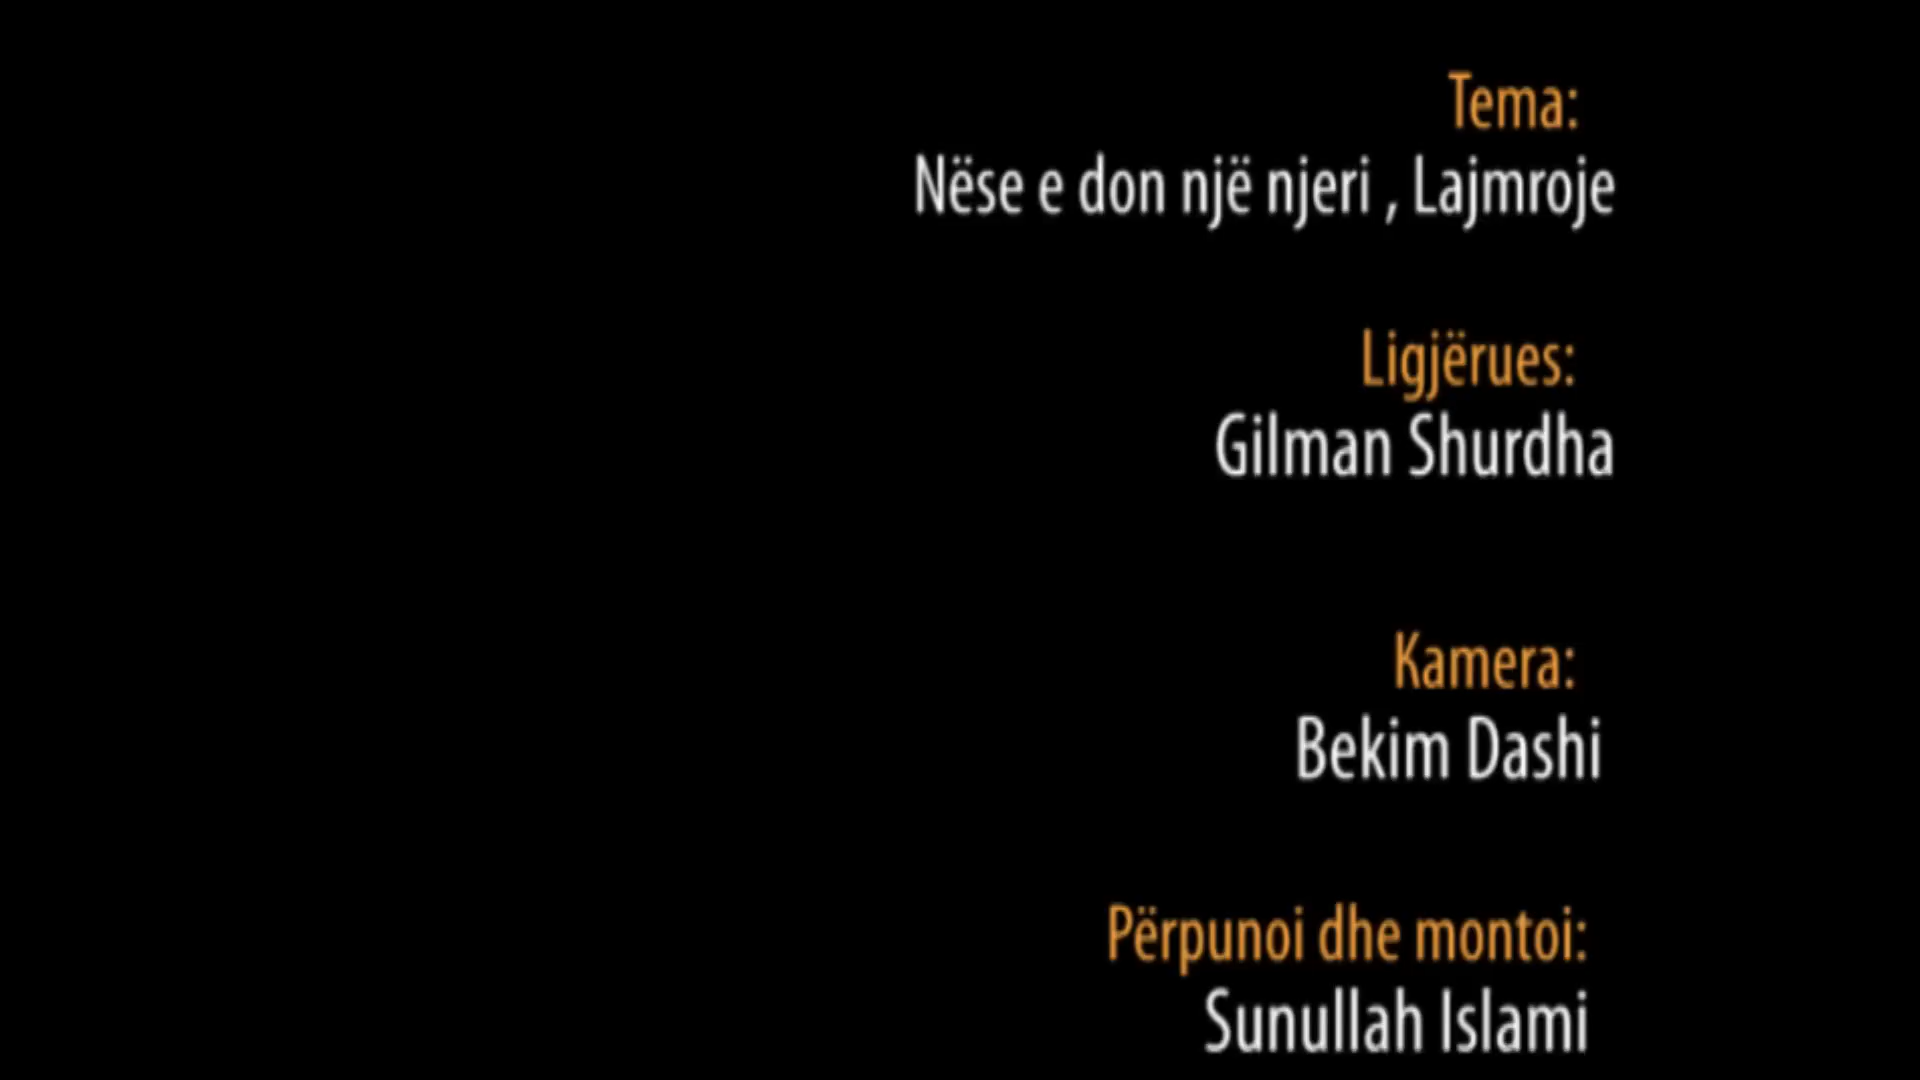 Tema:
Nëse e don një njeri , Lajmroje
Ligjërues:
Gilman Shurdha
Kamera:
Bekim Dashi
Përpunoi dhe montoi:
Sunullah Islami